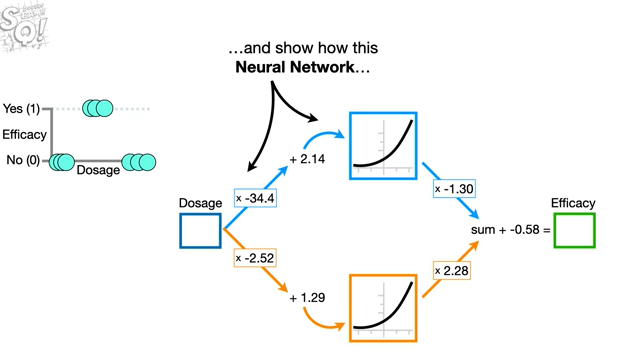 …and show how this
Neural Network…
Yes (1)
Efficacy
No (0)
Dosage
+ 2.14
x -34.4
x -1.30
Dosage
Efficacy
sum + -0.58 =
x -2.52
x 2.28
+ 1.29